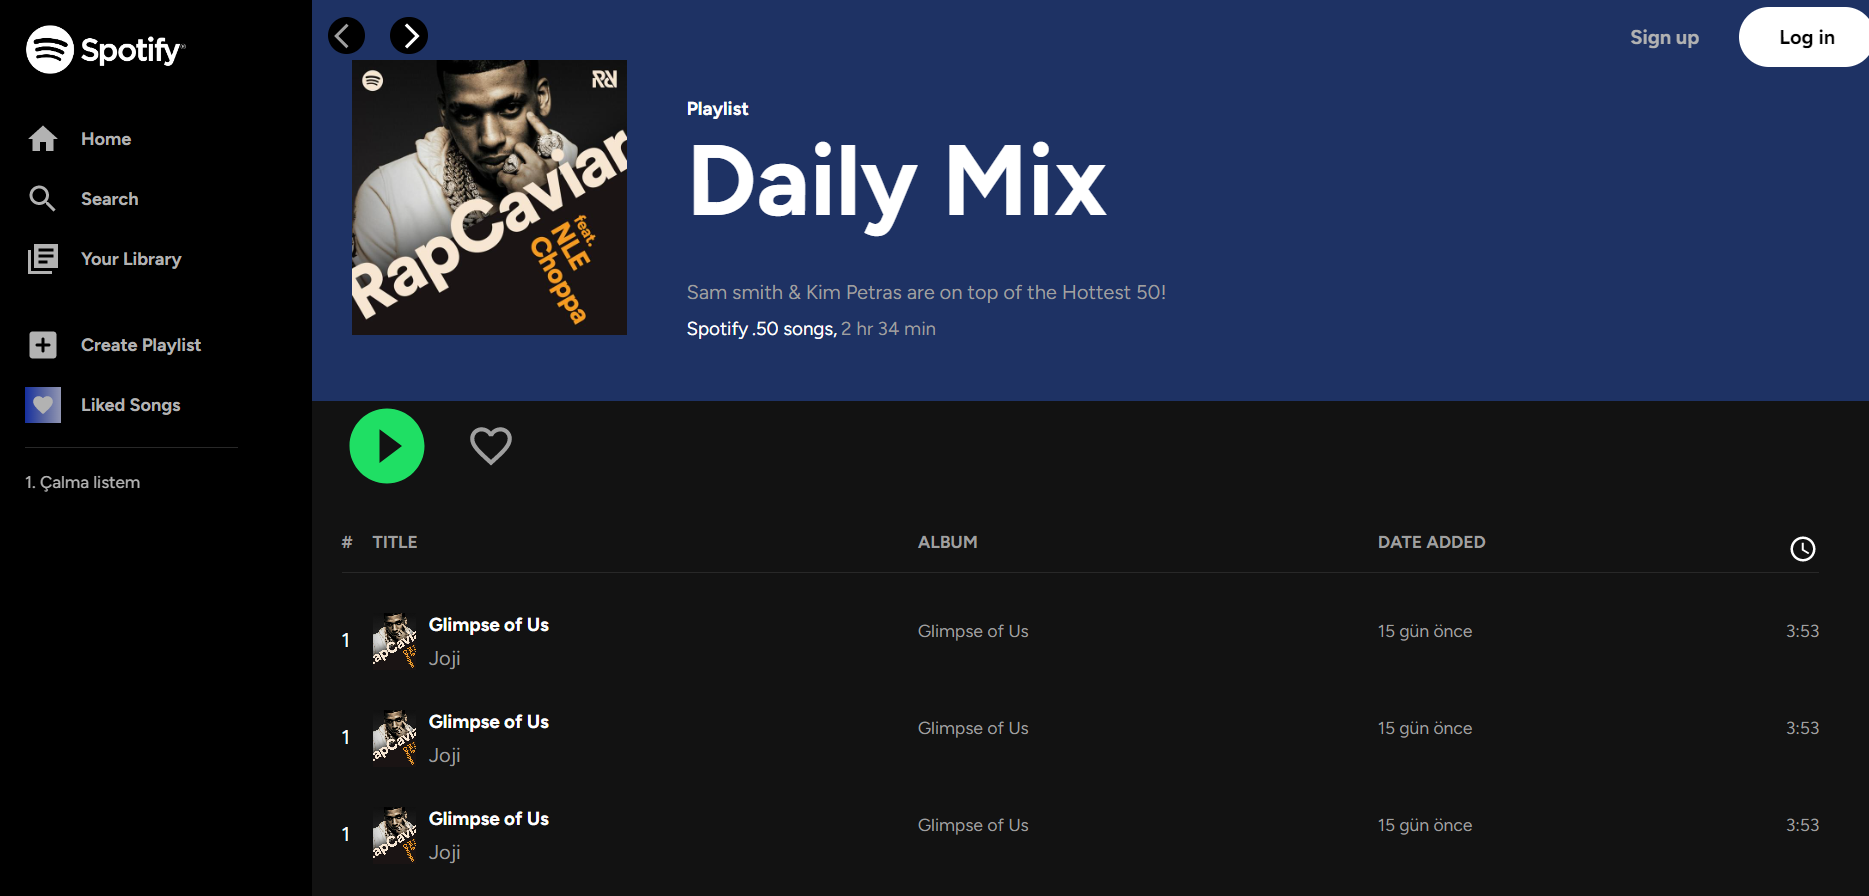 Spotify
Home
Search
Your Library
Create Playlist
Liked Songs
1. Çalma listem
Sign up
Log in
RapCaviar
feat.
NLE
Choppa
Playlist
Daily Mix
Sam smith & Kim Petras are on top of the Hottest 50!
Spotify .50 songs, 2 hr 34 min
# TITLE ALBUM DATE ADDED
1 Glimpse of Us Glimpse of Us 15 gün önce 3:53
Joji
1 Glimpse of Us Glimpse of Us 15 gün önce 3:53
Joji
1 Glimpse of Us Glimpse of Us 15 gün önce 3:53
Joji